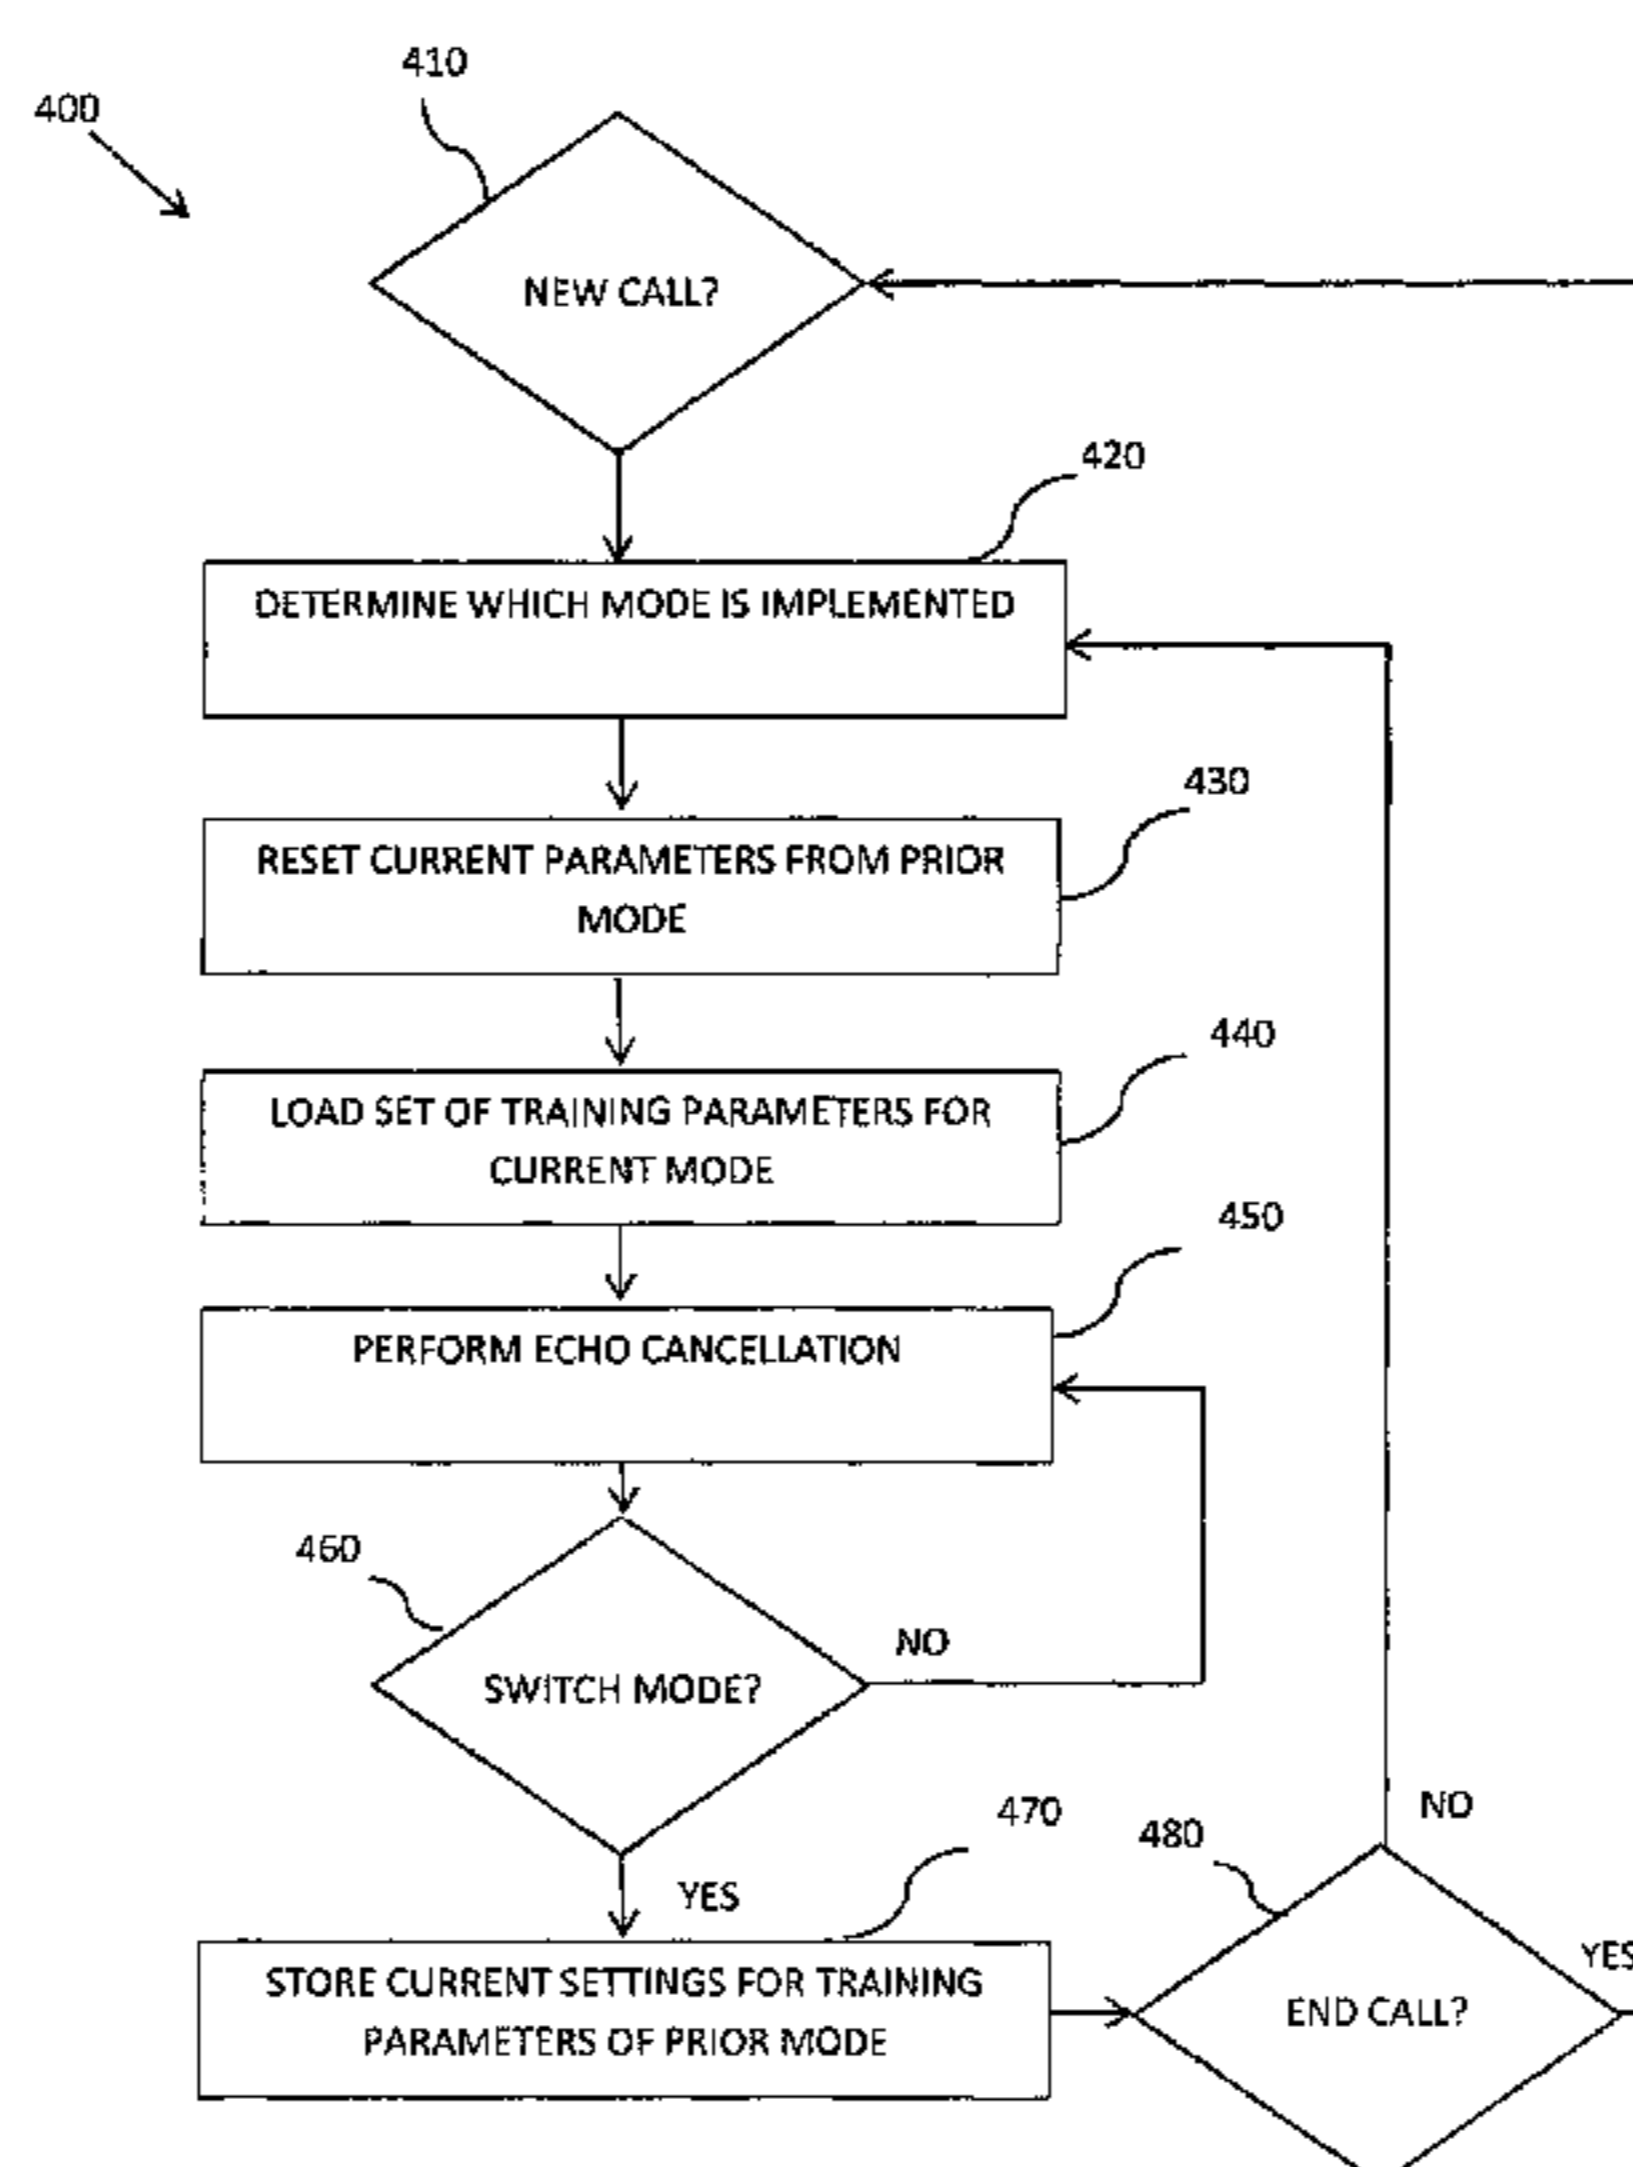 410
400
NEW CALL?
420
DETERMINE WHICH MODE IS IMPLEMENTED
430
RESET CURRENT PARAMETERS FROM PRIOR
MODE
440
LOAD SET OF TRAINING PARAMETERS FOR
CURRENT MODE
450
PERFORM ECHO CANCELLATION
460
NO
SWITCH MODE?
470
480
NO
YES
YES
STORE CURRENT SETTINGS FOR TRAINING
PARAMETERS OF PRIOR MODE
END CALL?